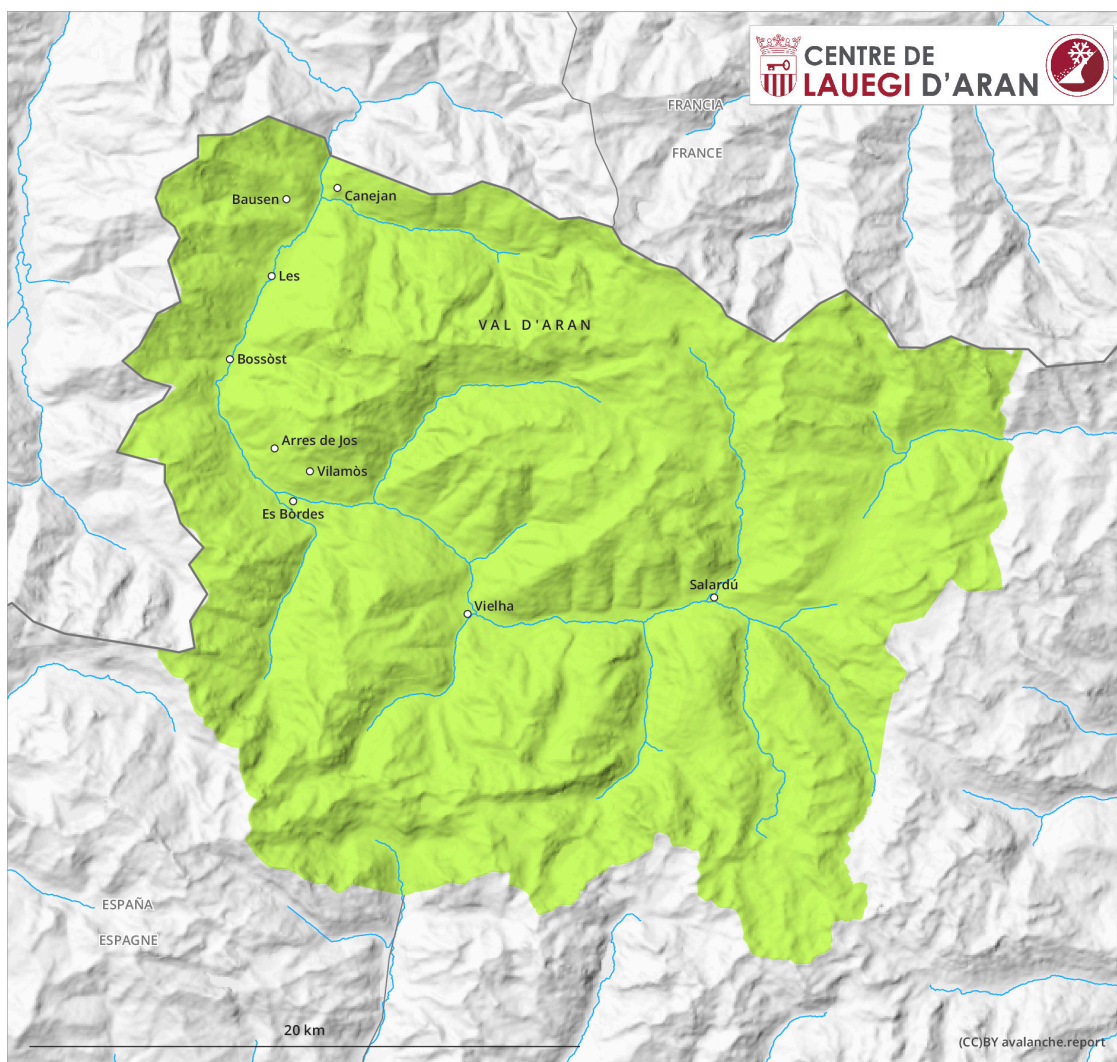 CENTRE DE
LAUEGI D'ARAN
FRANCIA
FRANCE
Bausen
Canejan
Les
VAL D'ARAN
Bossòst
Arres de Jos
Vilamòs
Es Bòrdes
Salardú
Vielha
ESPAÑA
ESPAGNE
20 km
(CC)BY avalanche.report